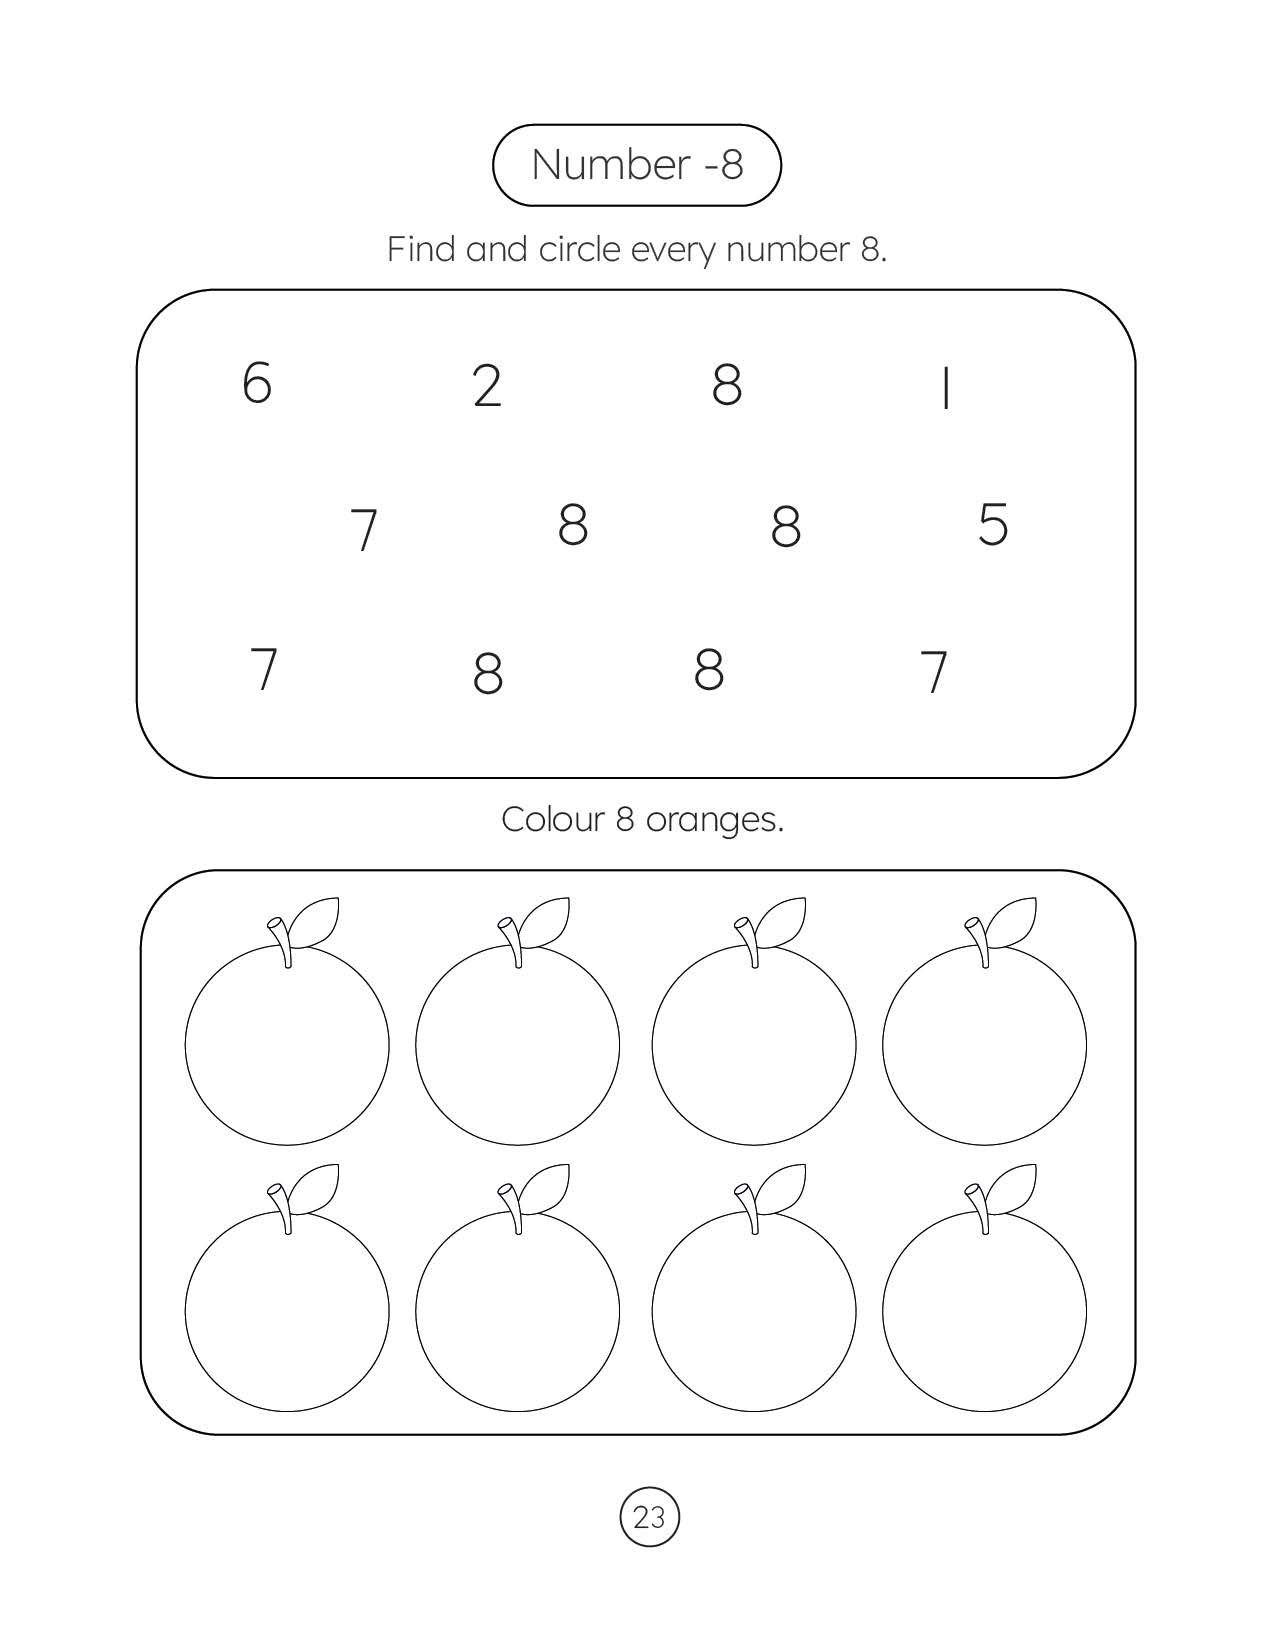 Number -8
Find and circle every number 8.
6 2 8 1
7 8 8 5
7 8 8 7
Colour 8 oranges.
23